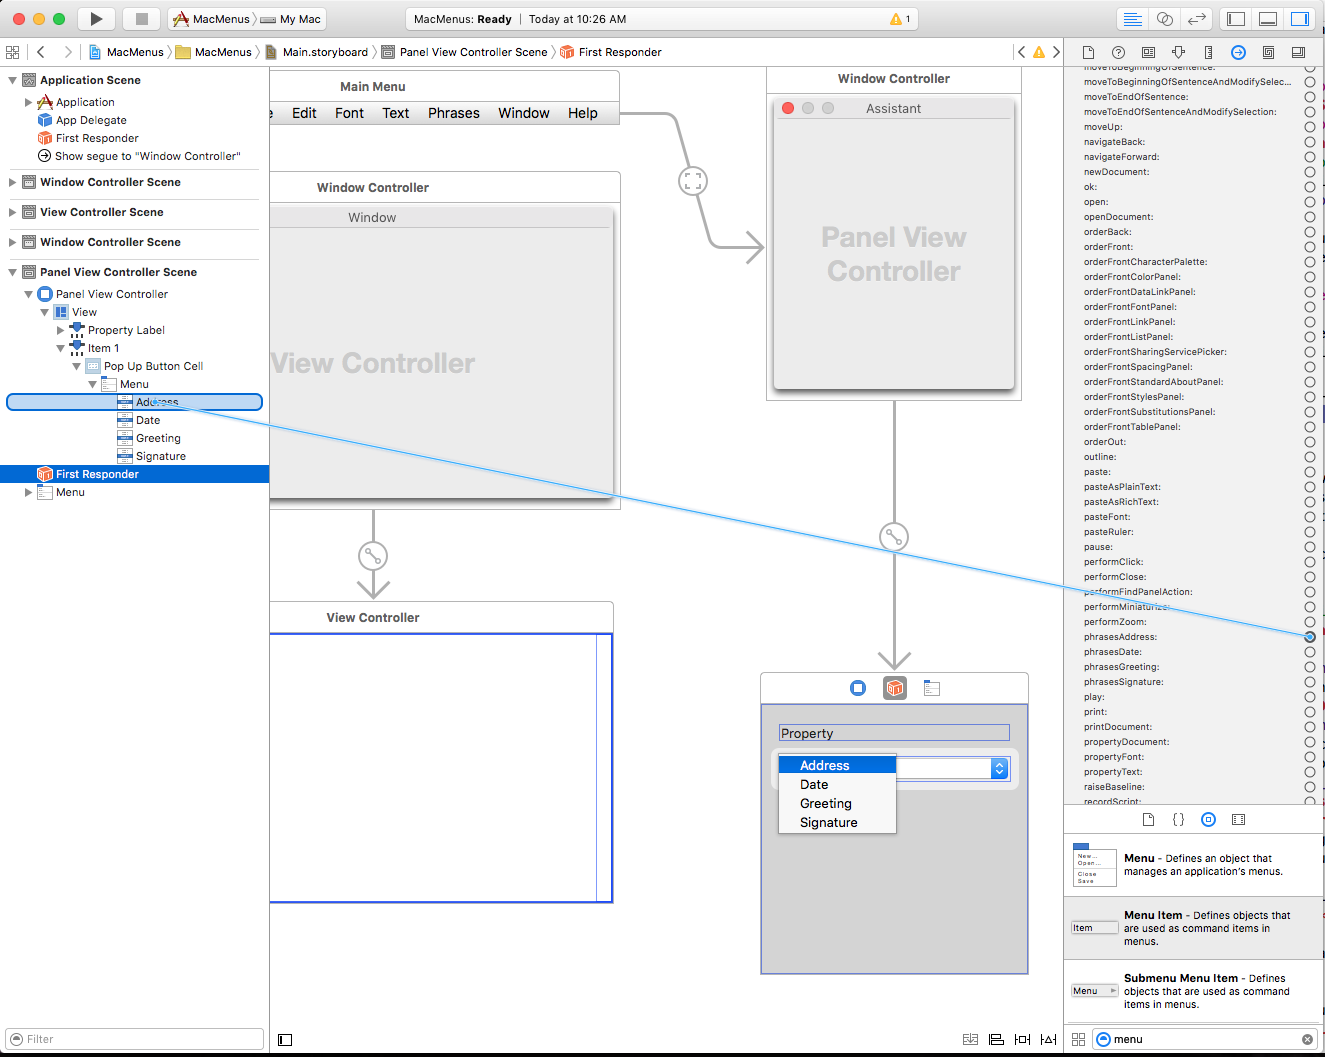 MacMenus
My Mac
MacMenus: Ready
Today at 10:26 AM
1
MacMenus
MacMenus
Main.storyboard
Panel View Controller Scene
First Responder
Application Scene
Application
App Delegate
First Responder
Show segue to "Window Controller"
Window Controller Scene
View Controller Scene
Window Controller Scene
Panel View Controller Scene
Panel View Controller
View
Property Label
Item 1
Pop Up Button Cell
Menu
Address
Date
Greeting
Signature
First Responder
Menu
Filter
Main Menu
Edit Font Text Phrases Window Help
Window Controller
Window
View Controller
View Controller
Window Controller
Assistant
Panel View
Controller
Property
Address
Date
Greeting
Signature
moveToBeginningOfSentence:
moveToBeginningOfSentenceAndModifySelec...
moveToEndOfSentence:
moveToEndOfSentenceAndModifySelection:
moveUp:
navigateBack:
navigateForward:
newDocument:
ok:
open:
openDocument:
orderBack:
orderFront:
orderFrontCharacterPalette:
orderFrontColorPanel:
orderFrontDataLinkPanel:
orderFrontFontPanel:
orderFrontLinkPanel:
orderFrontListPanel:
orderFrontSharingServicePicker:
orderFrontSpacingPanel:
orderFrontStandardAboutPanel:
orderFrontStylesPanel:
orderFrontSubstitutionsPanel:
orderFrontTablePanel:
orderOut:
outline:
paste:
pasteAsPlainText:
pasteAsRichText:
pasteFont:
pasteRuler:
pause:
performClick:
performClose:
performFindPanelAction:
performMiniaturize:
performZoom:
phrasesAddress:
phrasesDate:
phrasesGreeting:
phrasesSignature:
play:
print:
printDocument:
propertyDocument:
propertyFont:
propertyText:
raiseBaseline:
recordScript:
New...
Open...
Close
Save
Menu - Defines an object that
manages an application's menus.
Item
Menu Item - Defines objects that
are used as command items in
menus.
Menu
Submenu Menu Item - Defines
objects that are used as command
items in menus.
menu